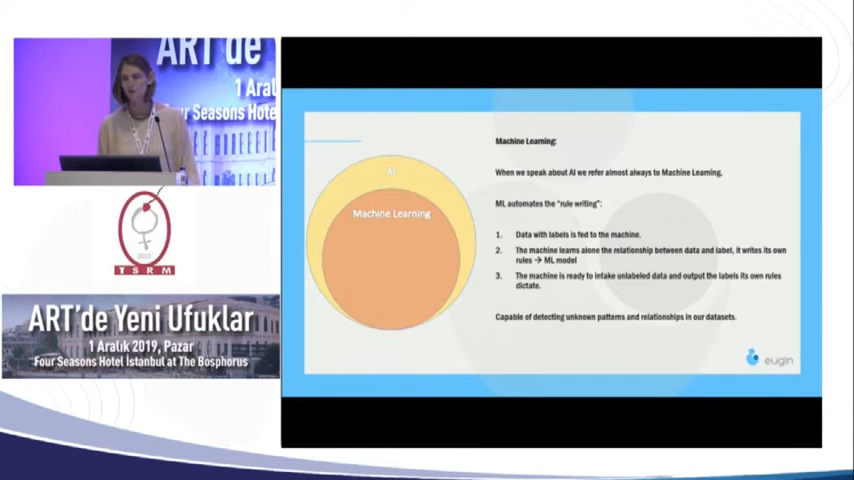 ART'de
1 Aral
Four Seasons Hotel
TSRM
ART'de Yeni Ufuklar
1 Aralık 2019, Pazar
Four Seasons Hotel İstanbul at The Bosphorus
AI
Machine Learning
Machine Learning:
When we speak about AI we refer almost always to Machine Learning.
ML automates the “rule writing”:
1. Data with labels is fed to the machine.
2. The machine learns alone the relationship between data and label, it writes its own
rules → ML model
3. The machine is ready to intake unlabeled data and output the labels its own rules
dictate.
Capable of detecting unknown patterns and relationships in our datasets.
eugin